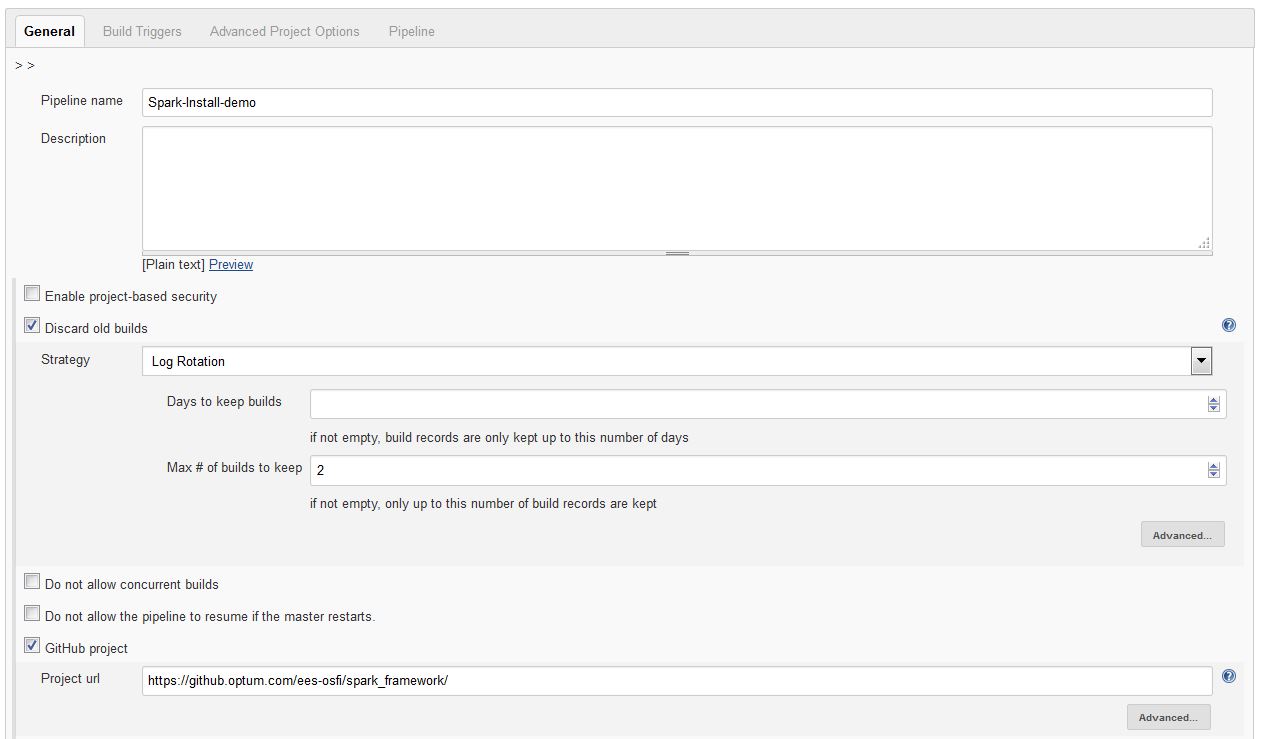 General Build Triggers Advanced Project Options Pipeline
> >
Pipeline name Spark-Install-demo
Description
[Plain text] Preview
Enable project-based security
Discard old builds
Strategy Log Rotation
Days to keep builds
if not empty, build records are only kept up to this number of days
Max # of builds to keep 2
if not empty, only up to this number of build records are kept
Advanced...
Do not allow concurrent builds
Do not allow the pipeline to resume if the master restarts.
GitHub project
Project url https://github.optum.com/ees-osfi/spark_framework/
Advanced...